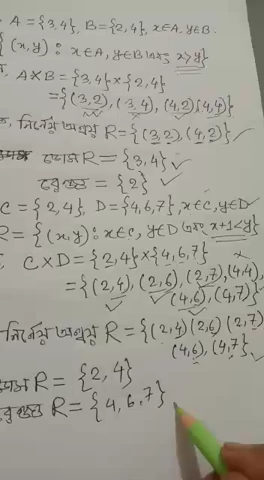 A = {3,4}, B = {2,4}, x∈A, y∈B.
{(x,y) : x∈A, y∈B এবং x>y}
A×B = {3,4}×{2,4}
= {(3,2), (3,4), (4,2) (4,4)}
নির্ণেয় অন্বয় R = {(3,2), (4,2)}
ডোমেন R = {3,4}
= {2}
C = {2,4}, D = {4,6,7}, x∈C, y∈D
R = {(x,y) : x∈C, y∈D এবং x+1<y}
C×D = {2,4}×{4,6,7}
= {(2,4), (2,6), (2,7), (4,4),
(4,6), (4,7)}
নির্ণেয় অন্বয় R = {(2,4) (2,6) (2,7)
(4,6), (4,7)}
R = {2,4}
R = {4,6,7}